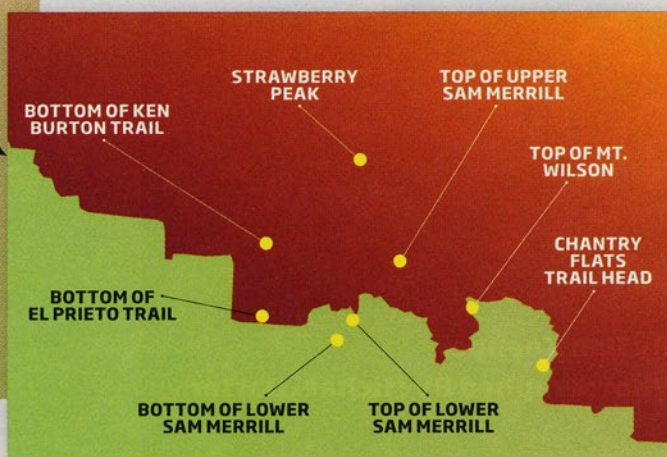 STRAWBERRY
PEAK
TOP OF UPPER
SAM MERRILL
BOTTOM OF KEN
BURTON TRAIL
TOP OF MT.
WILSON
CHANTRY
FLATS
TRAIL HEAD
BOTTOM OF
EL PRIETO TRAIL
BOTTOM OF LOWER
SAM MERRILL
TOP OF LOWER
SAM MERRILL